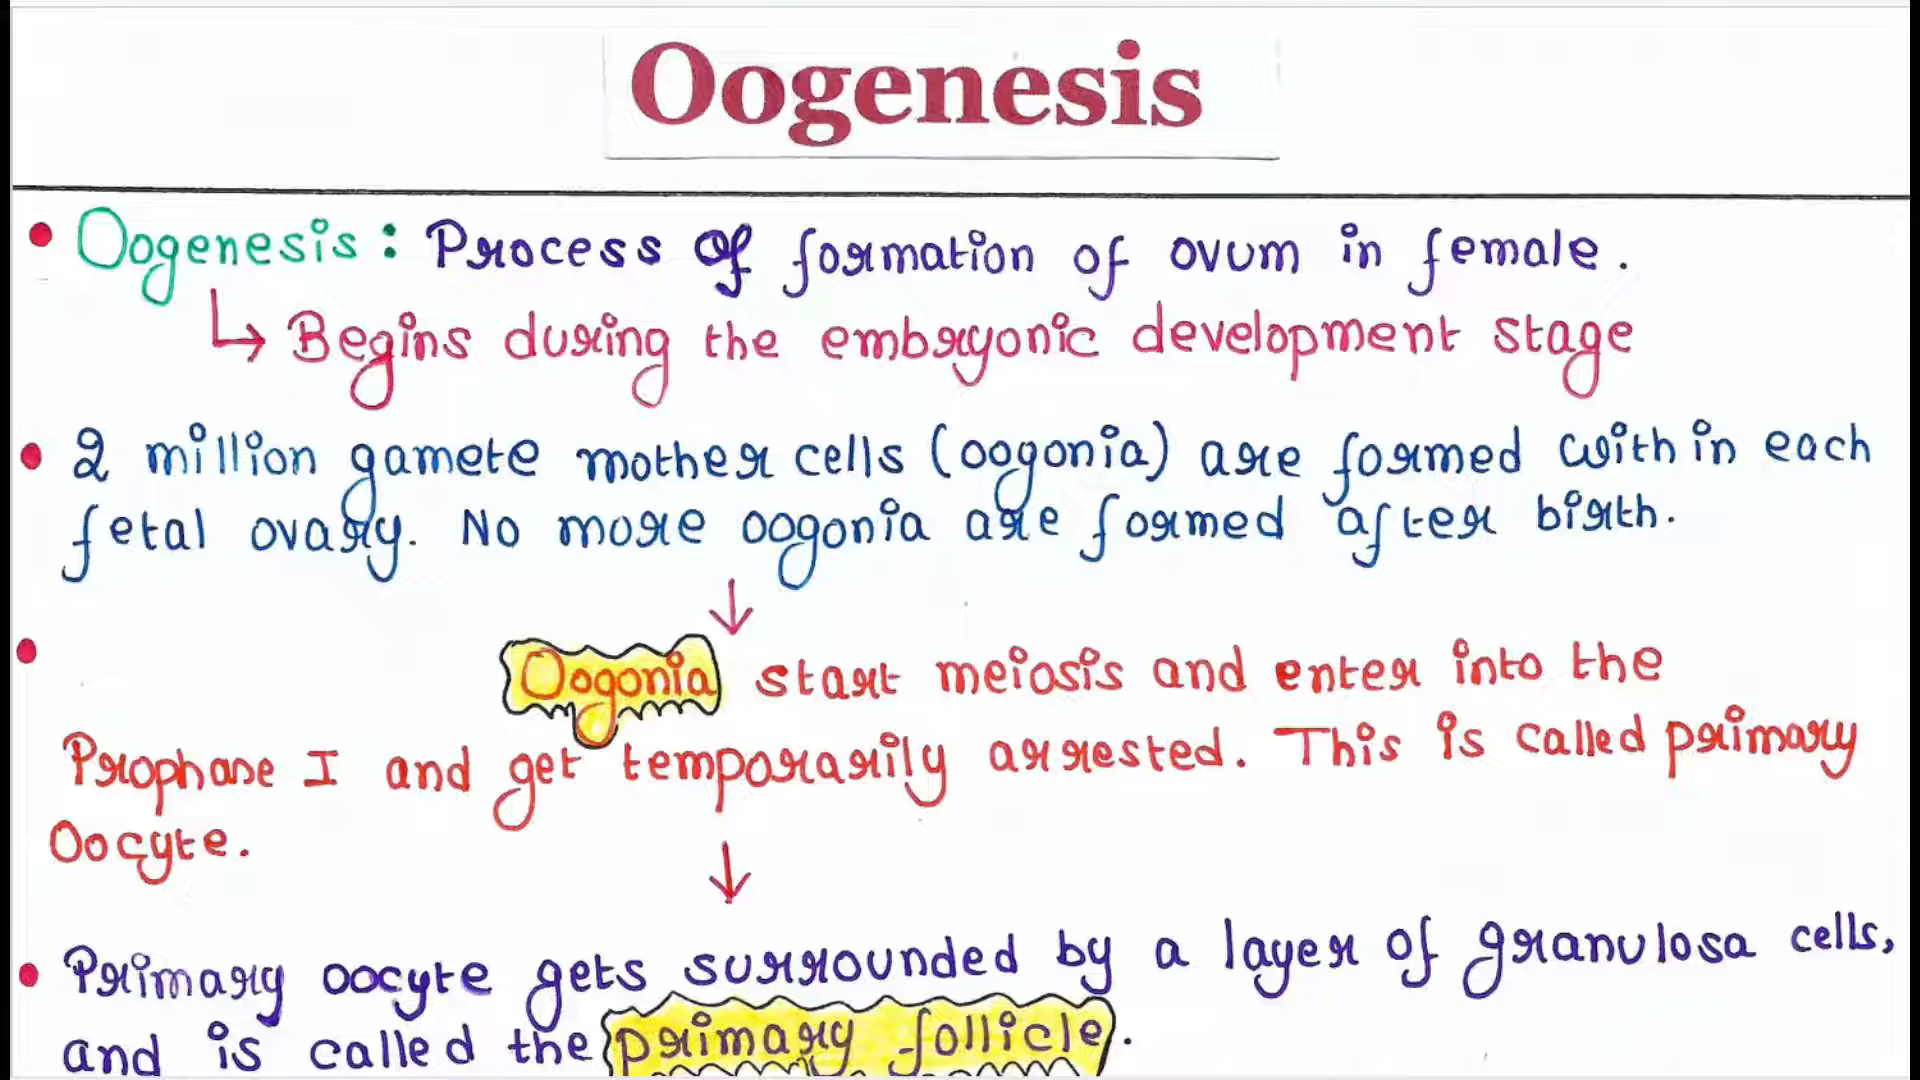 Oogenesis
• Oogenesis: Process of formation of ovum in female.
↳ Begins during the embryonic development stage
• 2 million gamete mother cells (oogonia) are formed with in each
fetal ovary. No more oogonia are formed after birth.
↓
• Oogonia start meiosis and enter into the
Prophase I and get temporarily arrested. This is called primary
Oocyte.
↓
• Primary oocyte gets surrounded by a layer of granulosa cells,
and is called the primary follicle.